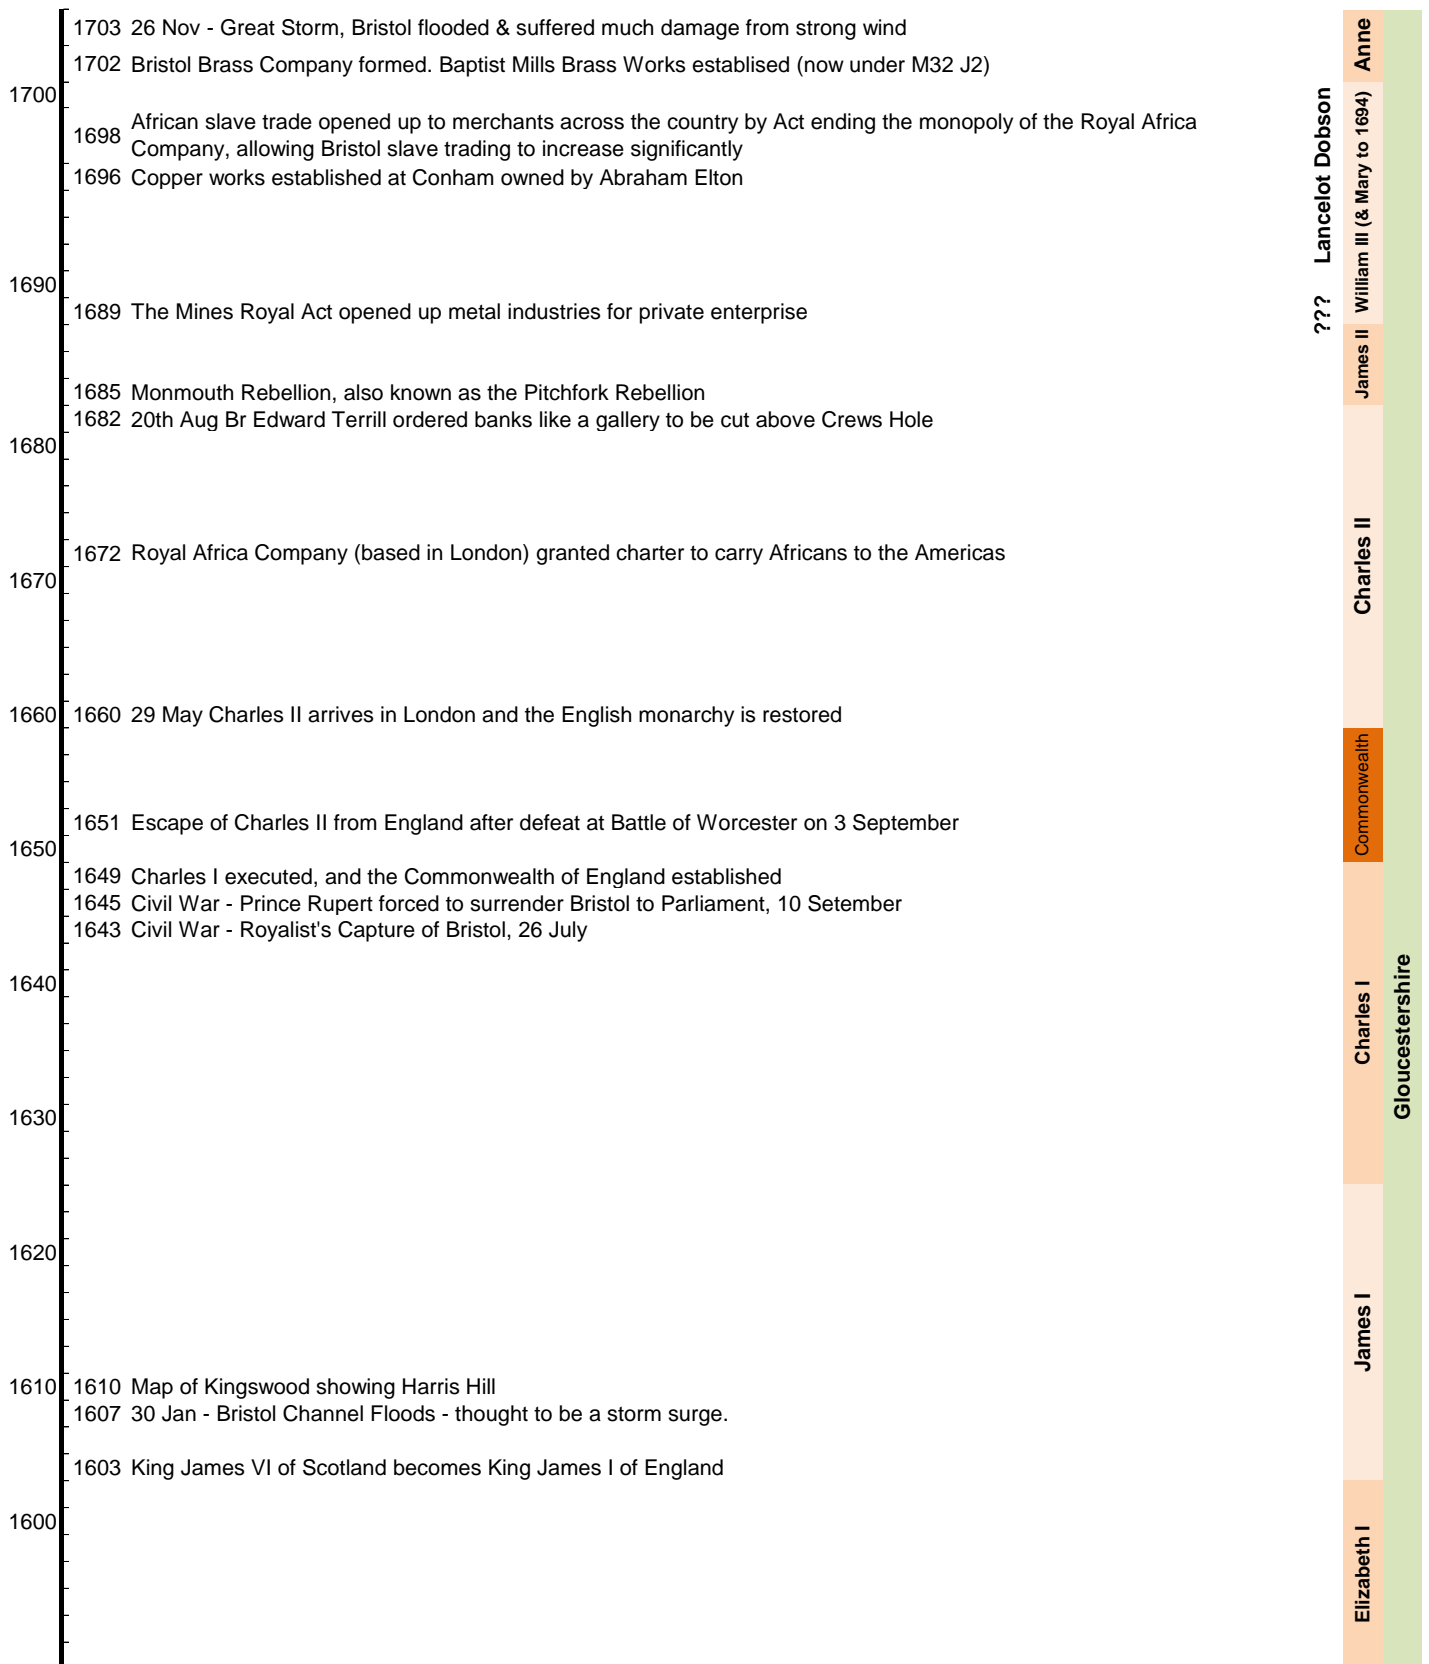 1703 26 Nov - Great Storm, Bristol flooded & suffered much damage from strong wind
1702 Bristol Brass Company formed. Baptist Mills Brass Works establised (now under M32 J2)
1700
1698 African slave trade opened up to merchants across the country by Act ending the monopoly of the Royal Africa
Company, allowing Bristol slave trading to increase significantly
1696 Copper works established at Conham owned by Abraham Elton
1690
1689 The Mines Royal Act opened up metal industries for private enterprise
1685 Monmouth Rebellion, also known as the Pitchfork Rebellion
1682 20th Aug Br Edward Terrill ordered banks like a gallery to be cut above Crews Hole
1680
1672 Royal Africa Company (based in London) granted charter to carry Africans to the Americas
1670
1660 1660 29 May Charles II arrives in London and the English monarchy is restored
1651 Escape of Charles II from England after defeat at Battle of Worcester on 3 September
1650
1649 Charles I executed, and the Commonwealth of England established
1645 Civil War - Prince Rupert forced to surrender Bristol to Parliament, 10 Setember
1643 Civil War - Royalist's Capture of Bristol, 26 July
1640
1630
1620
1610 1610 Map of Kingswood showing Harris Hill
1607 30 Jan - Bristol Channel Floods - thought to be a storm surge.
1603 King James VI of Scotland becomes King James I of England
1600
??? Lancelot Dobson
Anne
William III (& Mary to 1694)
James II
Charles II
Commonwealth
Charles I
James I
Elizabeth I
Gloucestershire